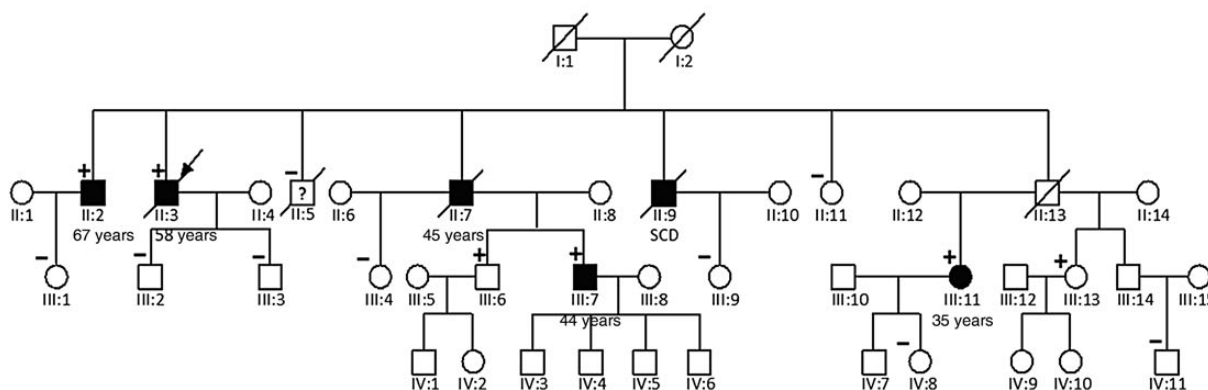 I:1 I:2
+ + − − 
?
II:1 II:2 II:3 II:4 II:5 II:6 II:7 II:8 II:9 II:10 II:11 II:12 II:13 II:14
67 years 58 years 45 years SCD
− − − − + + − + +
III:1 III:2 III:3 III:4 III:5 III:6 III:7 III:8 III:9 III:10 III:11 III:12 III:13 III:14 III:15
44 years 35 years
− −
IV:1 IV:2 IV:3 IV:4 IV:5 IV:6 IV:7 IV:8 IV:9 IV:10 IV:11